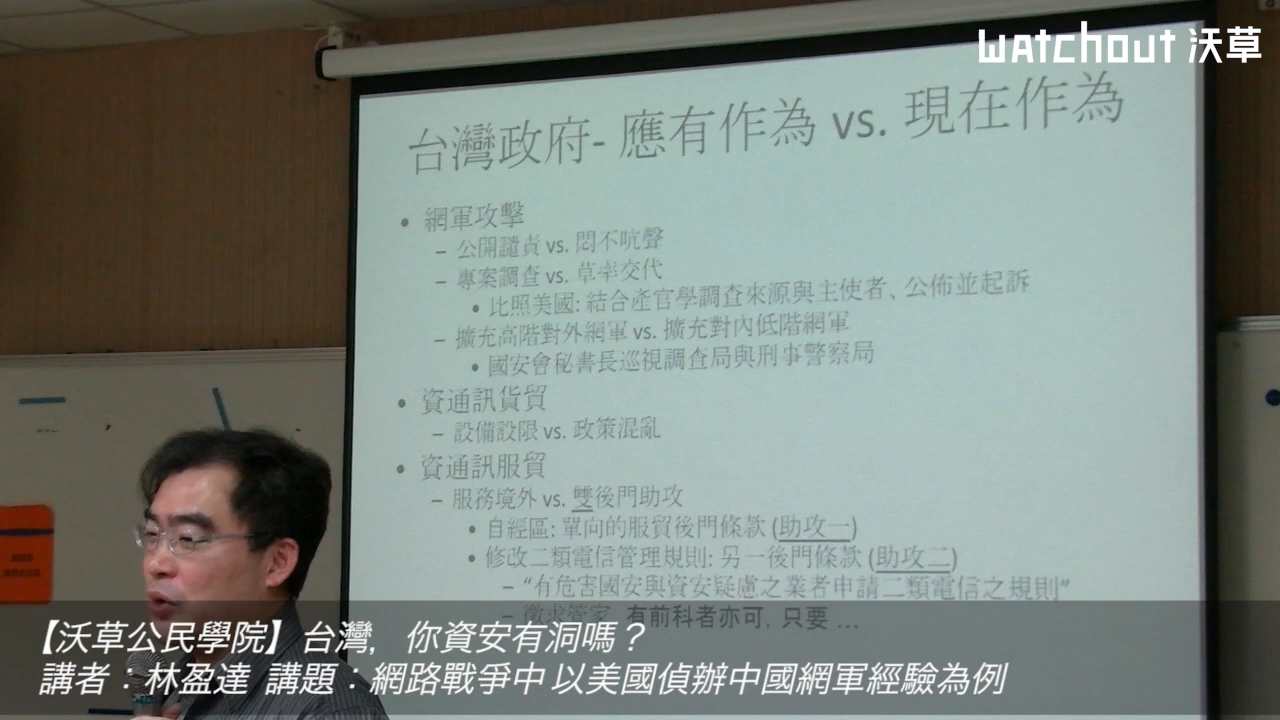 watchout 沃草
台灣政府- 應有作為 vs. 現在作為
• 網軍攻擊
– 公開譴責 vs. 悶不吭聲
– 專案調查 vs. 草率交代
• 比照美國: 結合產官學調查來源與主使者、公佈並起訴
– 擴充高階對外網軍 vs. 擴充對內低階網軍
• 國安會秘書長巡視調查局與刑事警察局
• 資通訊貨貿
– 設備設限 vs. 政策混亂
• 資通訊服貿
– 服務境外 vs. 雙後門助攻
• 自經區: 單向的服貿後門條款 (助攻一)
• 修改二類電信管理規則: 另一後門條款 (助攻二)
– “有危害國安與資安疑慮之業者申請二類電信之規則”
– 徵求管家，有前科者亦可, 只要 …
【沃草公民學院】台灣，你資安有洞嗎？
講者：林盈達 講題：網路戰爭中 以美國偵辦中國網軍經驗為例